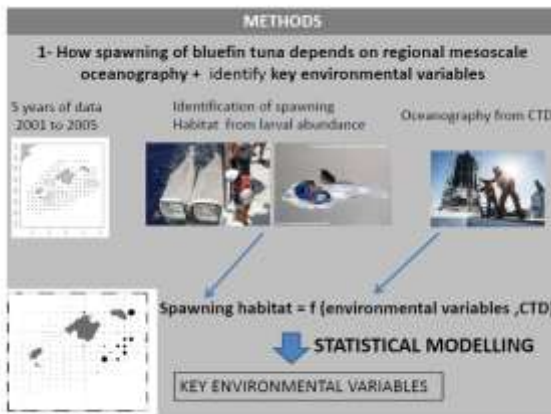 METHODS
1- How spawning of bluefin tuna depends on regional mesoscale
oceanography + identify key environmental variables
5 years of data
2001 to 2005
Identification of spawning
Habitat from larval abundance
Oceanography from CTD
Spawning habitat = f (environmental variables ,CTD)
STATISTICAL MODELLING
KEY ENVIRONMENTAL VARIABLES